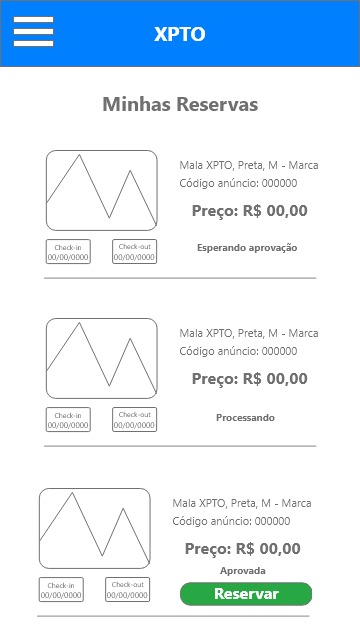 XPTO
Minhas Reservas
Mala XPTO, Preta, M - Marca
Código anúncio: 000000
Preço: R$ 00,00
Check-in
00/00/0000
Check-out
00/00/0000
Esperando aprovação
Mala XPTO, Preta, M - Marca
Código anúncio: 000000
Preço: R$ 00,00
Check-in
00/00/0000
Check-out
00/00/0000
Processando
Mala XPTO, Preta, M - Marca
Código anúncio: 000000
Preço: R$ 00,00
Aprovada
Check-in
00/00/0000
Check-out
00/00/0000
Reservar